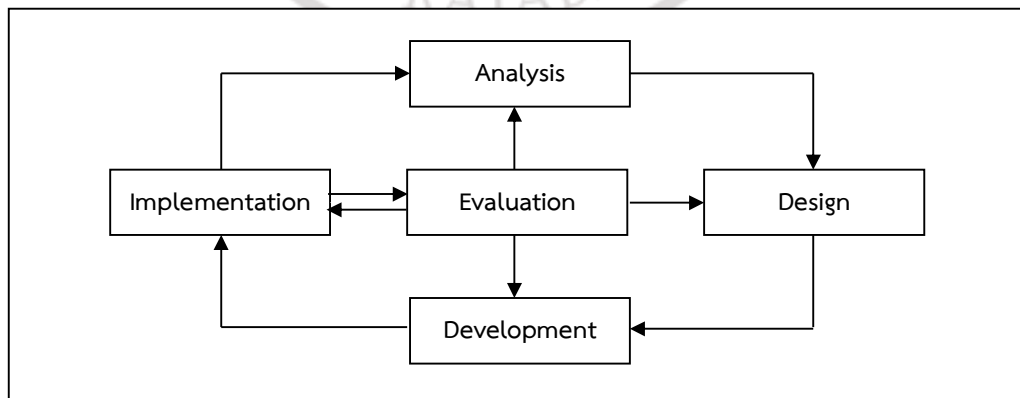 Analysis
Implementation
Evaluation
Design
Development